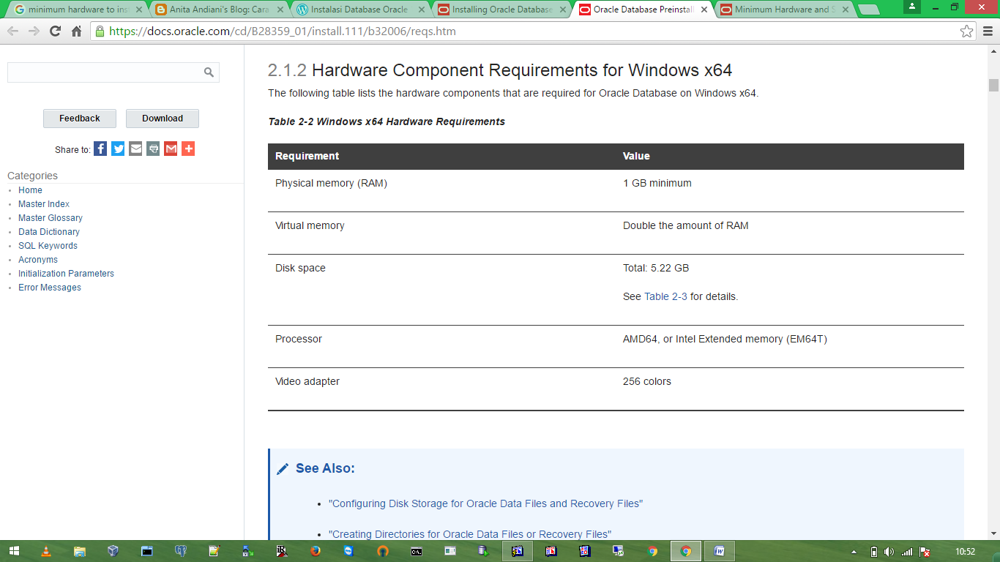 minimum hardware to ins
Anita Andiani's Blog: Cara
Instalasi Database Oracle
Installing Oracle Database
Oracle Database Preinstall
Minimum Hardware and S
https://docs.oracle.com/cd/B28359_01/install.111/b32006/reqs.htm
Feedback
Download
Share to:
Categories
Home
Master Index
Master Glossary
Data Dictionary
SQL Keywords
Acronyms
Initialization Parameters
Error Messages
2.1.2 Hardware Component Requirements for Windows x64
The following table lists the hardware components that are required for Oracle Database on Windows x64.
Table 2-2 Windows x64 Hardware Requirements
Requirement Value
Physical memory (RAM) 1 GB minimum
Virtual memory Double the amount of RAM
Disk space Total: 5.22 GB
See Table 2-3 for details.
Processor AMD64, or Intel Extended memory (EM64T)
Video adapter 256 colors
See Also:
"Configuring Disk Storage for Oracle Data Files and Recovery Files"
"Creating Directories for Oracle Data Files or Recovery Files"
10:52